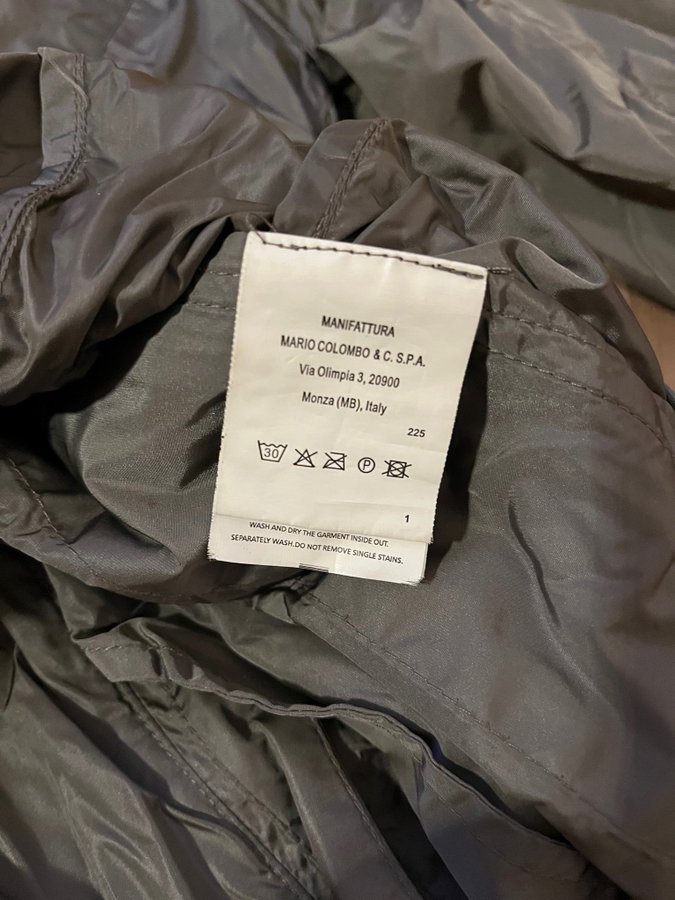 MANIFATTURA
MARIO COLOMBO & C. S.P.A.
Via Olimpia 3, 20900
Monza (MB), Italy
225
30 P
1
WASH AND DRY THE GARMENT INSIDE OUT.
SEPARATELY WASH.DO NOT REMOVE SINGLE STAINS.